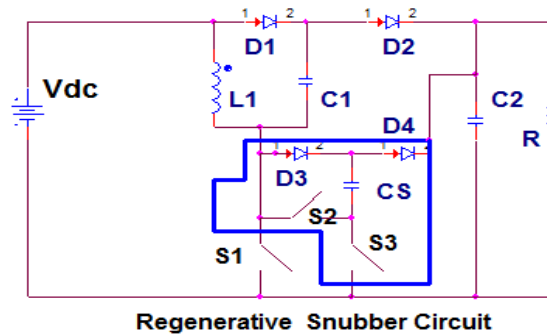 1 2 1 2
D1 D2
Vdc
L1 C1 C2
D4 R
1 2 1
D3 CS
S2
S1 S3
Regenerative Snubber Circuit